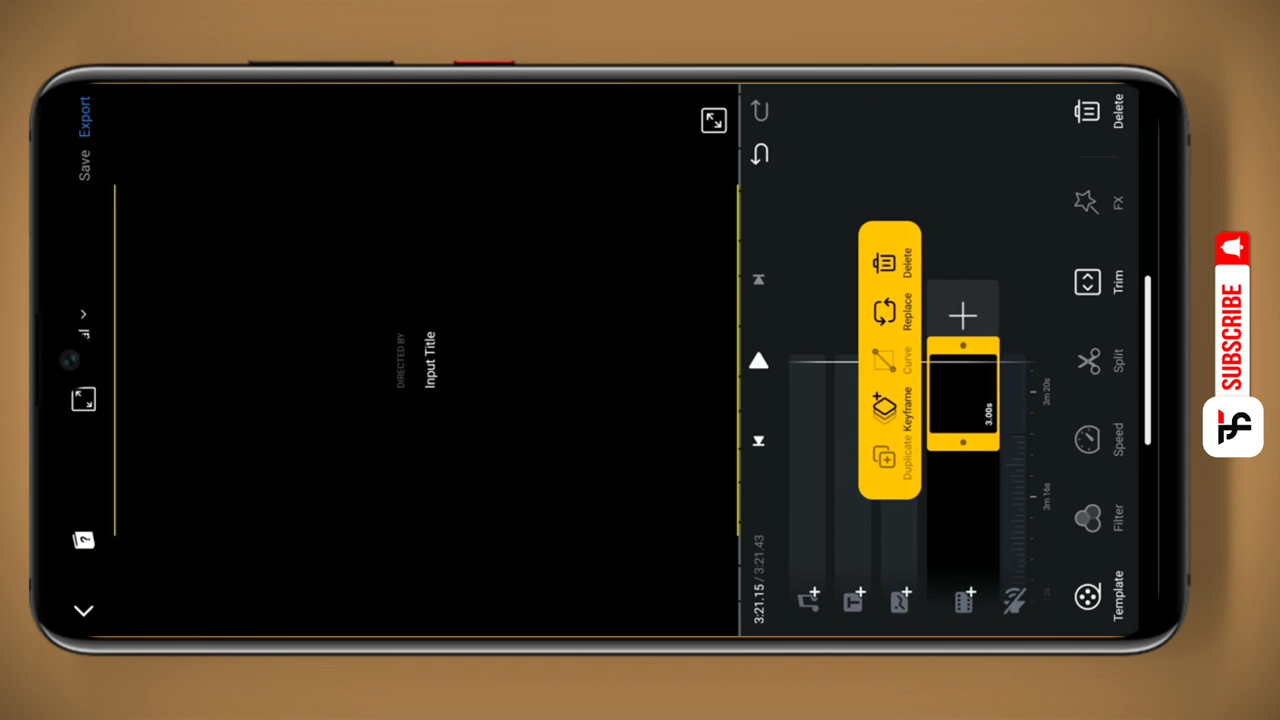 Save Export
DIRECTED BY
Input Title
3:21.15 / 3:21.43
Duplicate Keyframe Curve Replace Delete
3.00s
3m 16s 3m 20s
Template Filter Speed Split Trim FX Delete
SUBSCRIBE